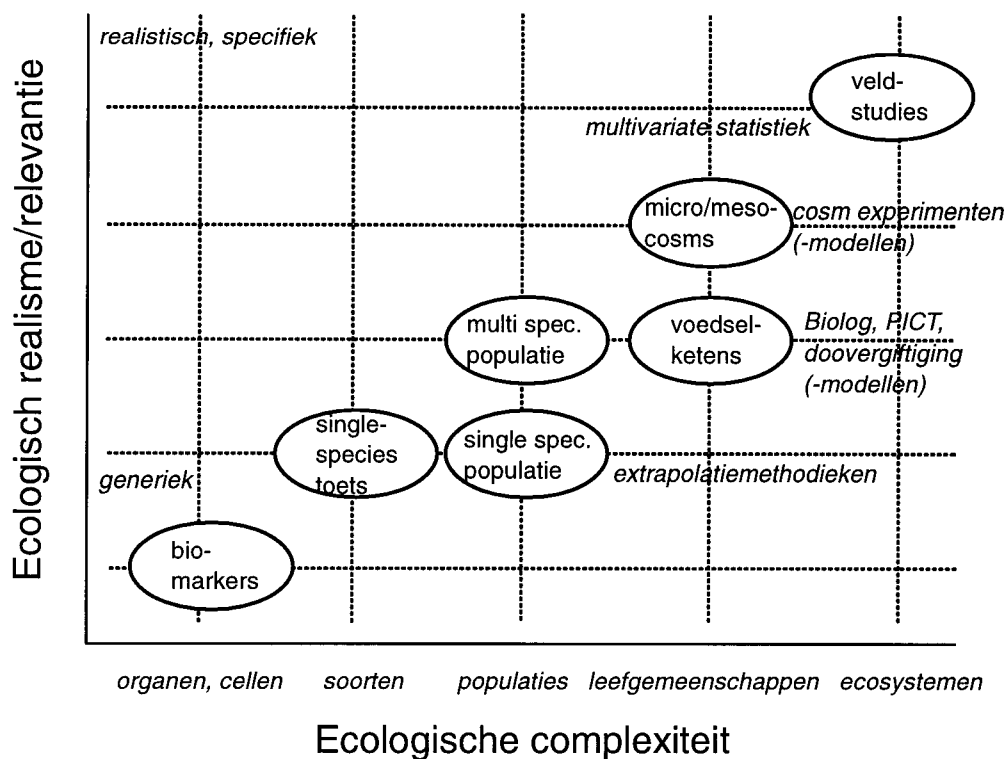 realistisch, specifiek
veld-
studies
multivariate statistiek
micro/meso-
cosms
cosm experimenten
(-modellen)
multi spec.
populatie
voedsel-
ketens
Biolog, PICT,
doovergiftiging
(-modellen)
single-
species
toets
single spec.
populatie
generiek
extrapolatiemethodieken
bio-
markers
Ecologisch realisme/relevantie
organen, cellen
soorten
populaties
leefgemeenschappen
ecosystemen
Ecologische complexiteit